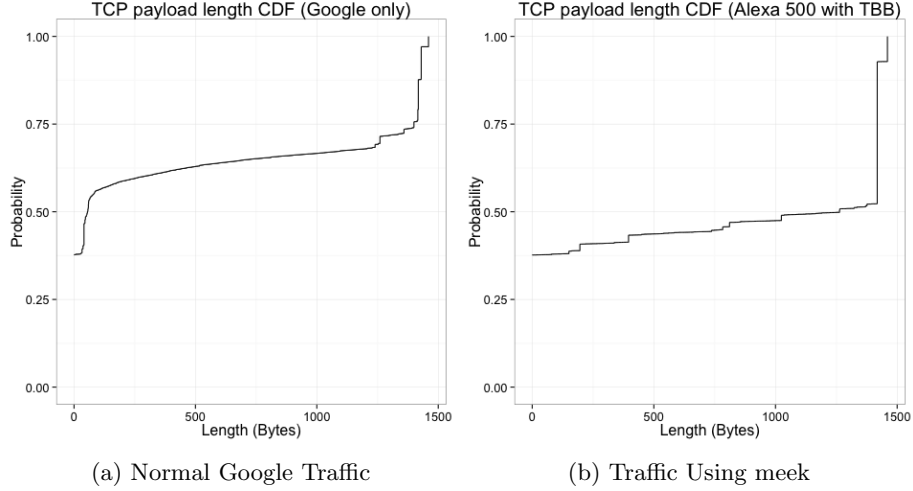 TCP payload length CDF (Google only)
1.00
0.75
0.50
0.25
0.00
Probability
0
500
1000
1500
Length (Bytes)
(a) Normal Google Traffic
TCP payload length CDF (Alexa 500 with TBB)
1.00
0.75
0.50
0.25
0.00
Probability
0
500
1000
1500
Length (Bytes)
(b) Traffic Using meek